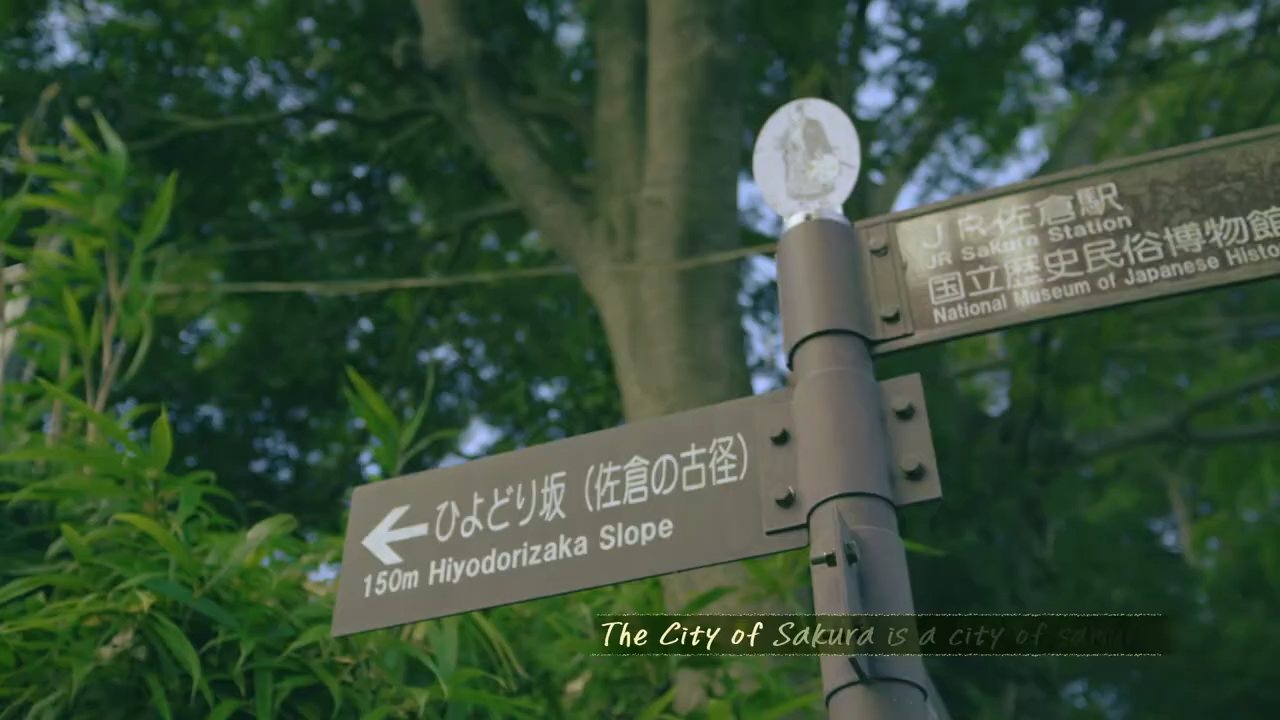 JR佐倉駅
JR Sakura Station
国立歴史民俗博物館
National Museum of Japanese
ひよどり坂(佐倉の古径)
150m Hiyodorizaka Slope
The City of Sakura is a city of